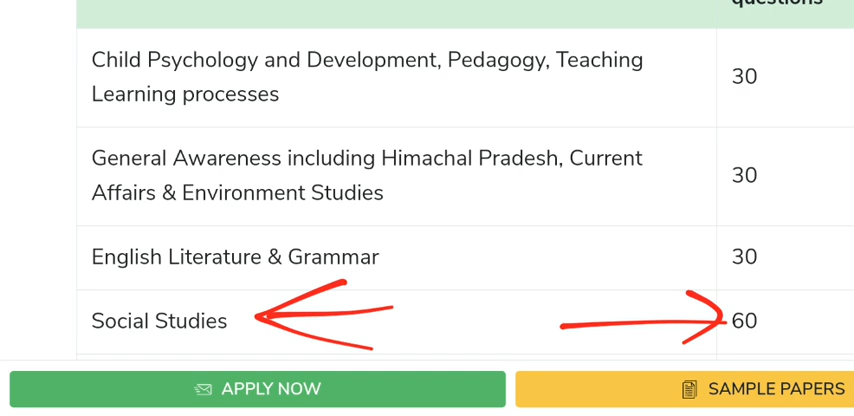 questions
Child Psychology and Development, Pedagogy, Teaching
Learning processes
30
General Awareness including Himachal Pradesh, Current
Affairs & Environment Studies
30
English Literature & Grammar
30
Social Studies
60
APPLY NOW
SAMPLE PAPERS